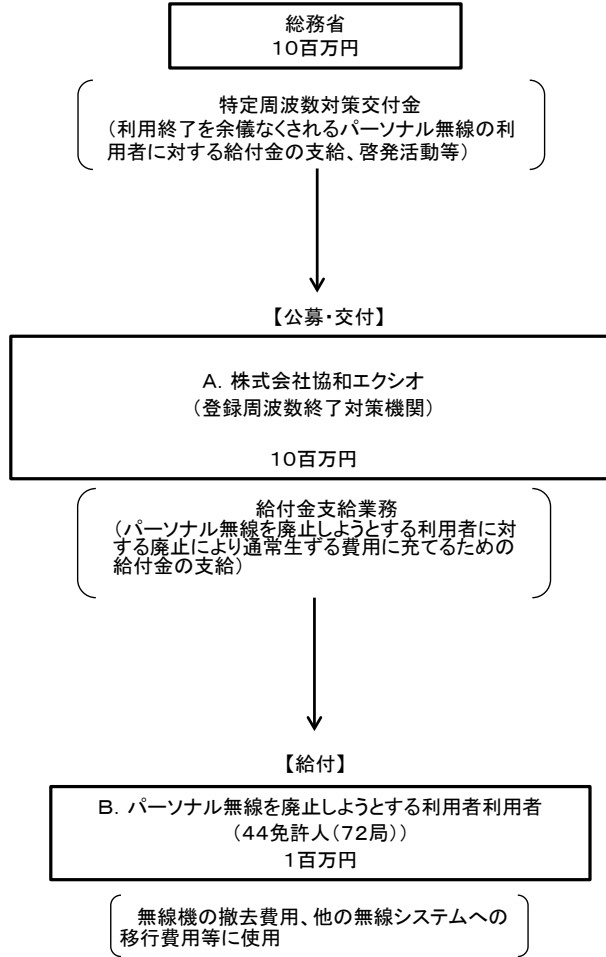 総務省
10百万円
特定周波数対策交付金
（利用終了を余儀なくされるパーソナル無線の利
用者に対する給付金の支給、啓発活動等）
【公募・交付】
A．株式会社協和エクシオ
（登録周波数終了対策機関）
10百万円
給付金支給業務
（パーソナル無線を廃止しようとする利用者に対
する廃止により通常生ずる費用に充てるための
給付金の支給）
【給付】
B．パーソナル無線を廃止しようとする利用者利用者
（44免許人（72局））
1百万円
無線機の撤去費用、他の無線システムへの
移行費用等に使用